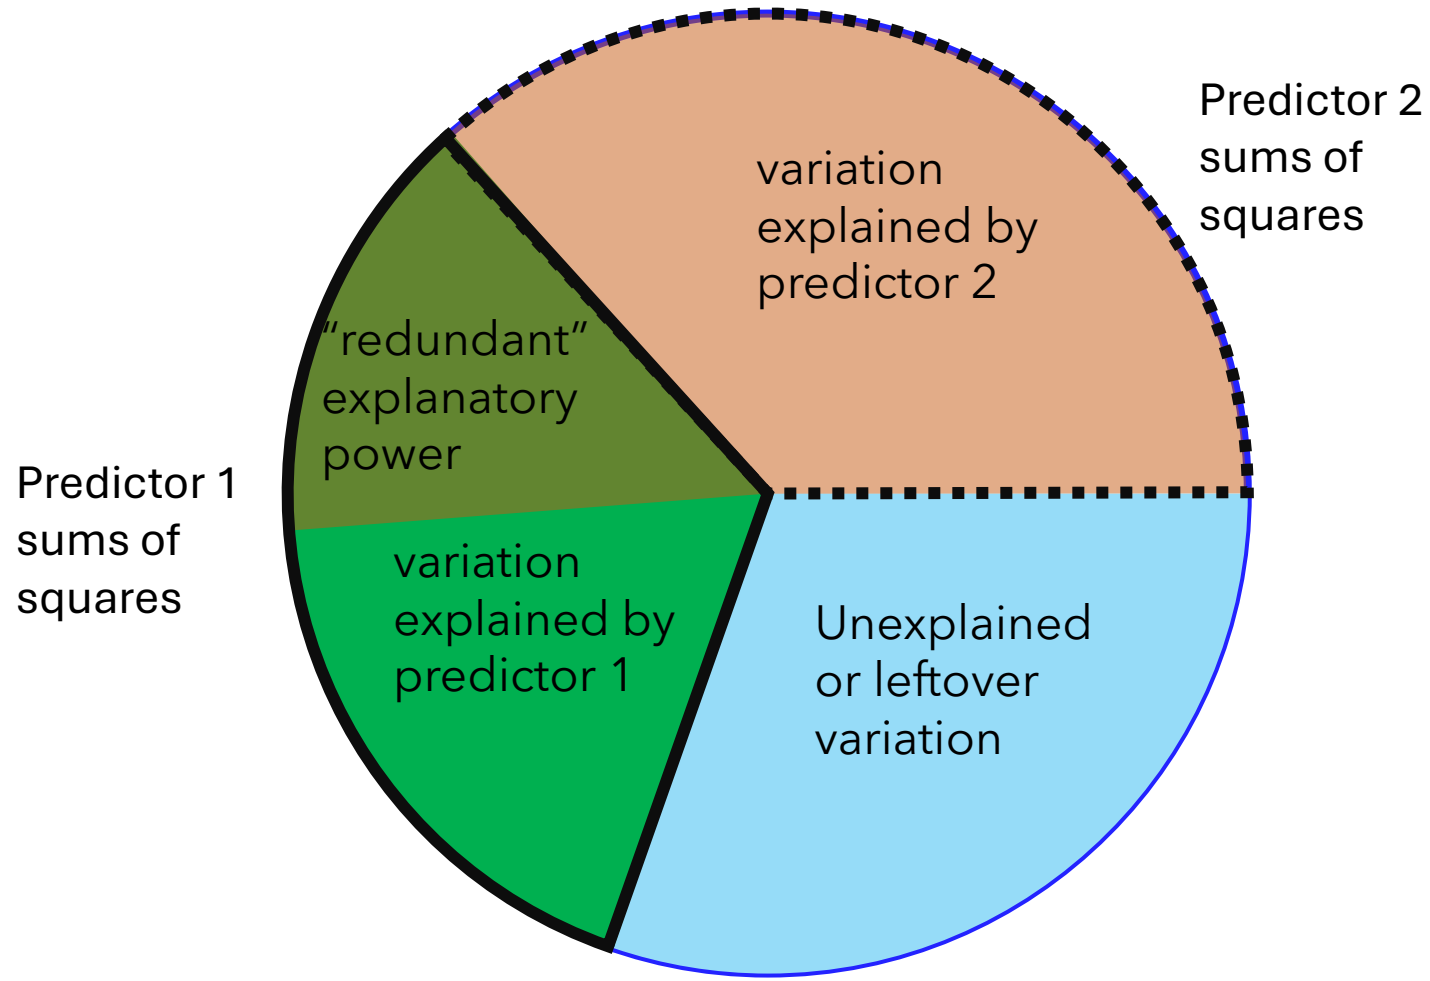 Predictor 2
sums of
squares
variation
explained by
predictor 2
“redundant”
explanatory
power
Predictor 1
sums of
squares
variation
explained by
predictor 1
Unexplained
or leftover
variation